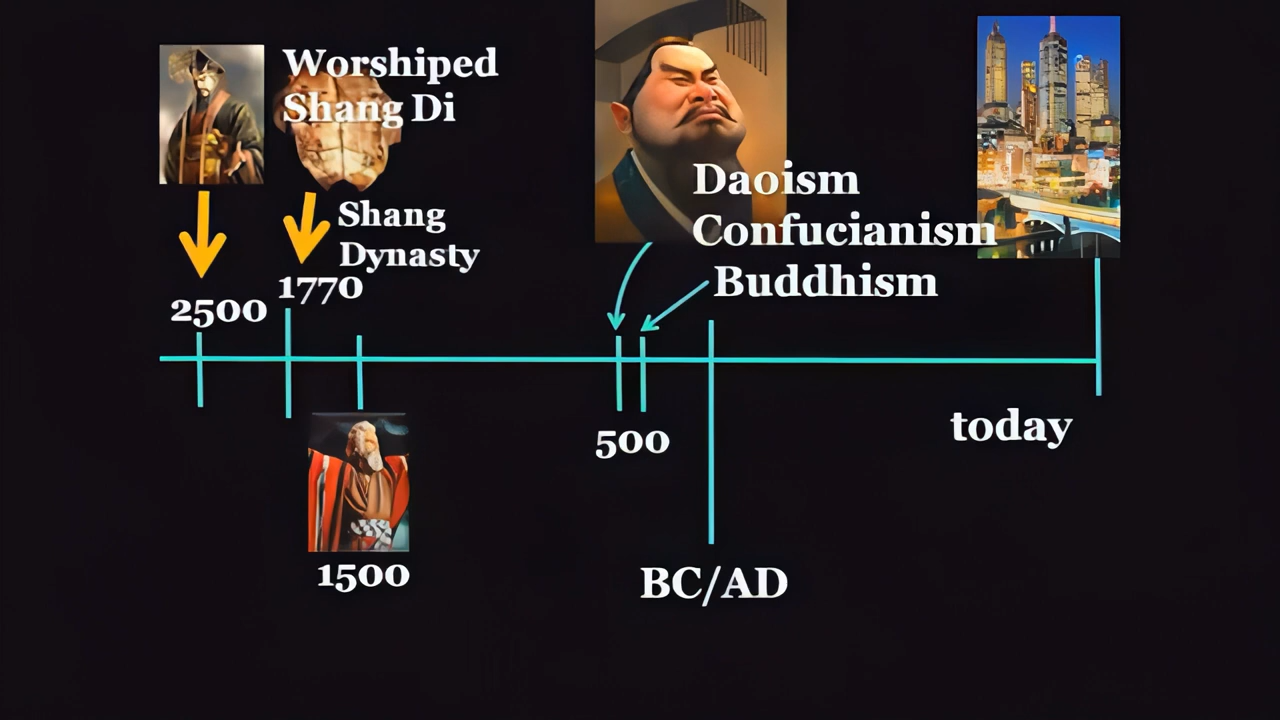 Worshiped
Shang Di
Shang
Dynasty
2500
1770
Daoism
Confucianism
Buddhism
500
today
1500
BC/AD